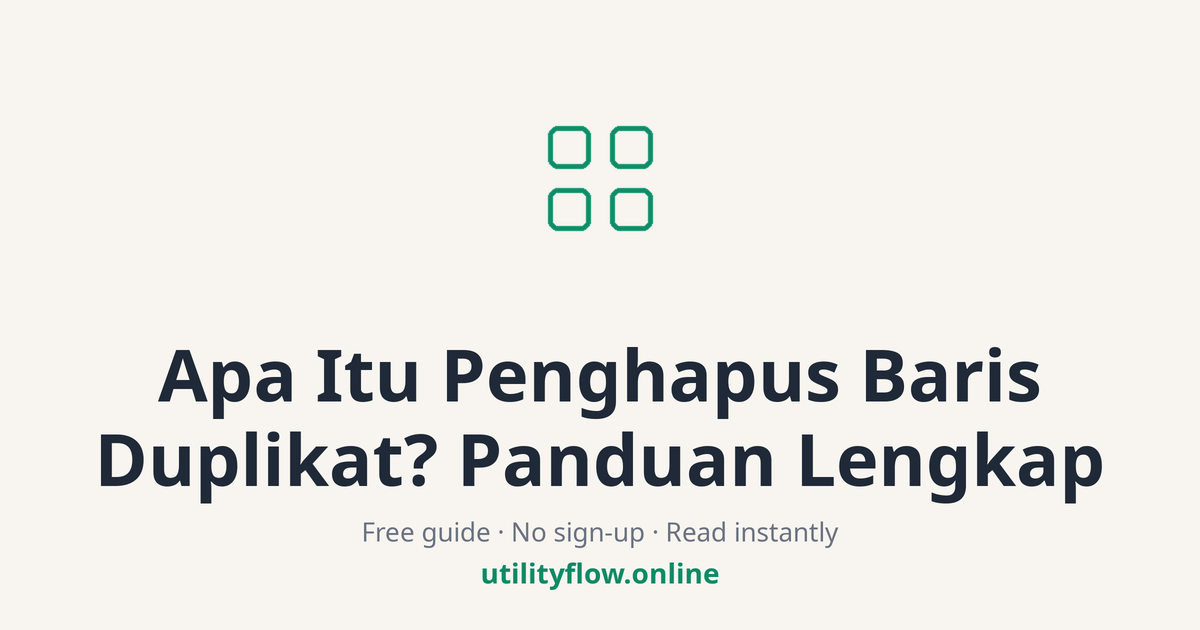 Apa Itu Penghapus Baris
Duplikat? Panduan Lengkap
Free guide · No sign-up · Read instantly
utilityflow.online